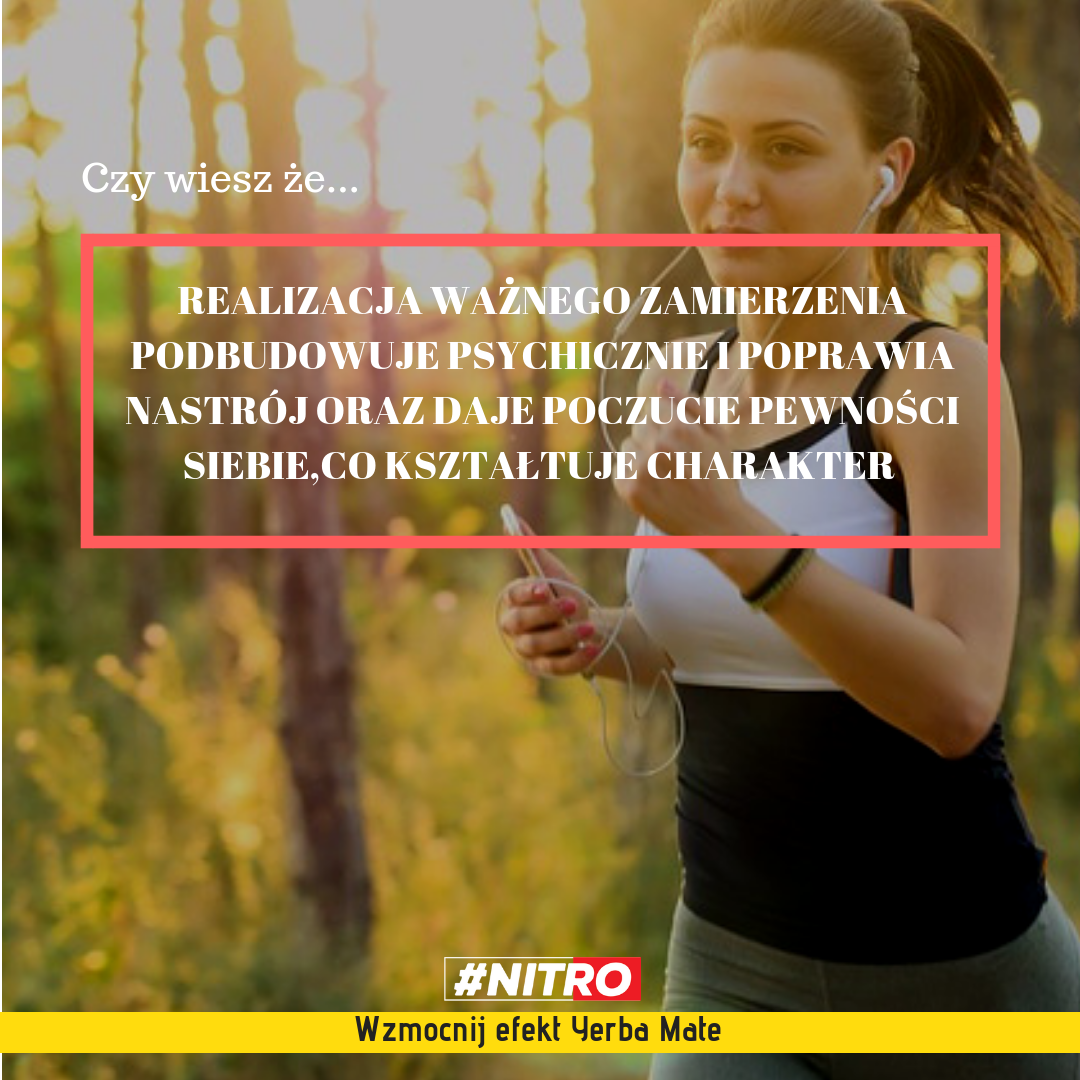 Czy wiesz że...
REALIZACJA WAŻNEGO ZAMIERZENIA
PODBUDOWUJE PSYCHICZNIE I POPRAWIA
NASTRÓJ ORAZ DAJE POCZUCIE PEWNOŚCI
SIEBIE,CO KSZTAŁTUJE CHARAKTER
#NITRO
Wzmocnij efekt Yerba Mate